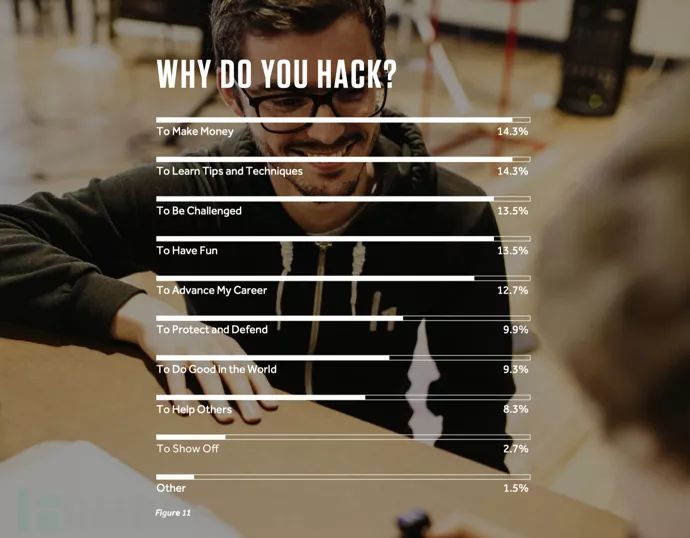 WHY DO YOU HACK?
To Make Money 14.3%
To Learn Tips and Techniques 14.3%
To Be Challenged 13.5%
To Have Fun 13.5%
To Advance My Career 12.7%
To Protect and Defend 9.9%
To Do Good in the World 9.3%
To Help Others 8.3%
To Show Off 2.7%
Other 1.5%
Figure 11